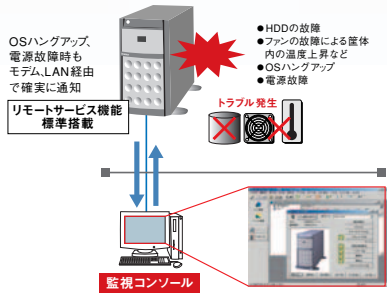 OSハングアップ、
電源故障時も
モデム、LAN経由
で確実に通知
リモートサービス機能
標準搭載
●HDDの故障
●ファンの故障による筐体
内の温度上昇など
●OSハングアップ
●電源故障
トラブル発生
監視コンソール